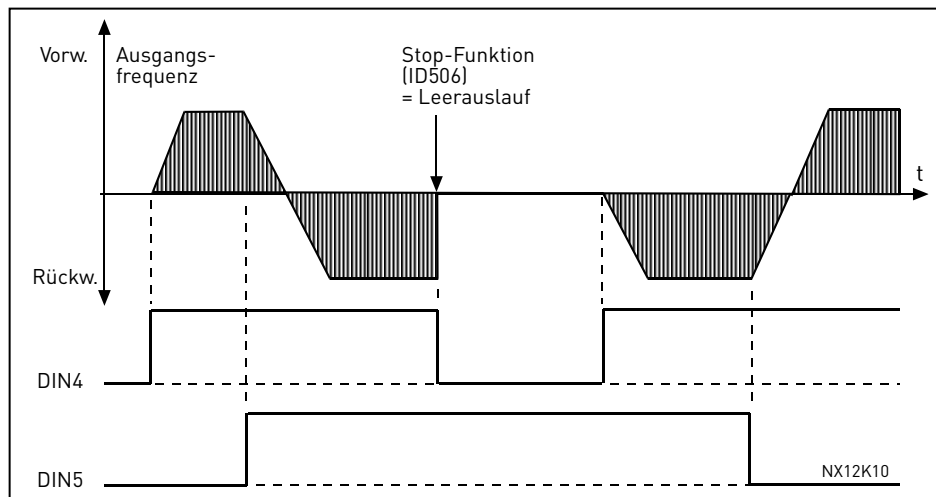 Vorw.
Ausgangs-
frequenz
Stop-Funktion
(ID506)
= Leerauslauf
t
Rückw.
DIN4
DIN5
NX12K10